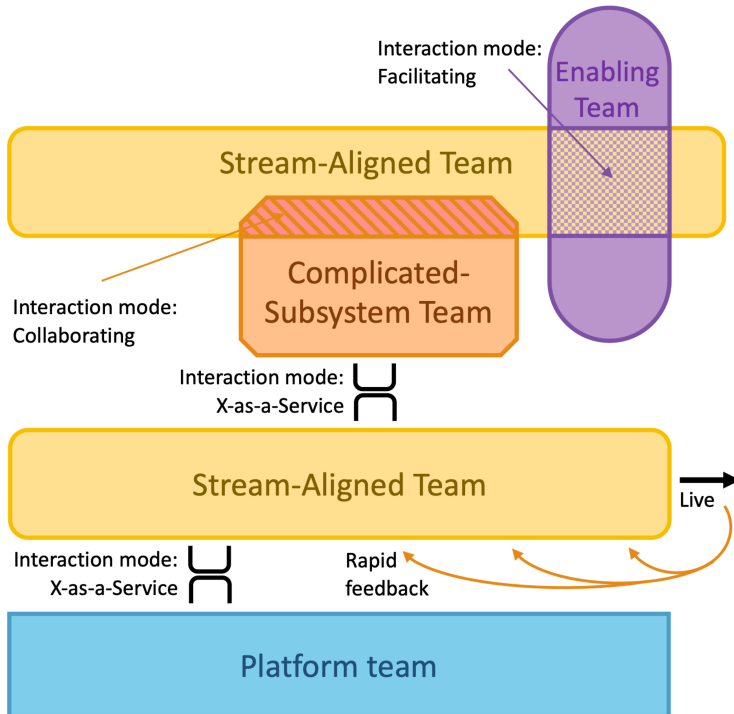 Interaction mode:
Facilitating
Enabling
Team
Stream-Aligned Team
Complicated-
Subsystem Team
Interaction mode:
Collaborating
Interaction mode:
X-as-a-Service
Stream-Aligned Team
Live
Interaction mode:
X-as-a-Service
Rapid
feedback
Platform team